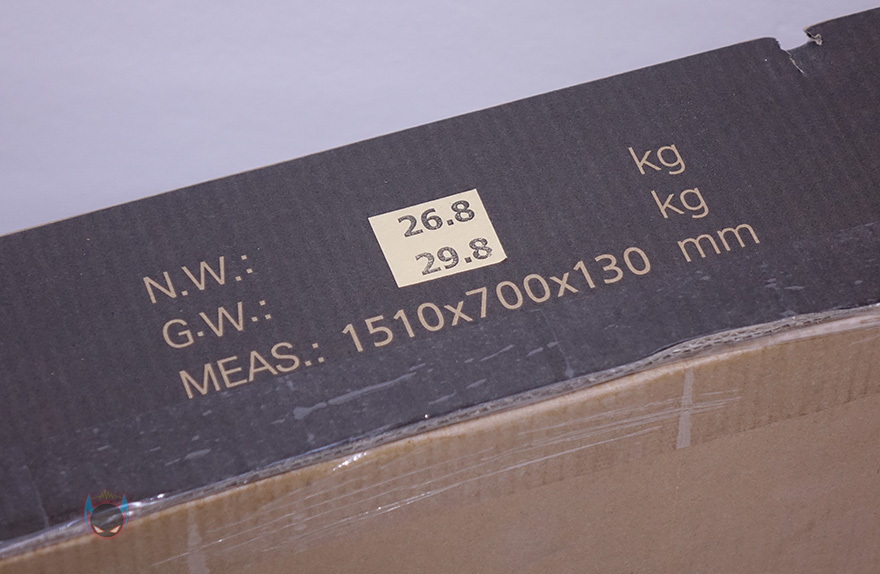 N.W.: 26.8 kg
G.W.: 29.8 kg
MEAS.: 1510x700x130 mm